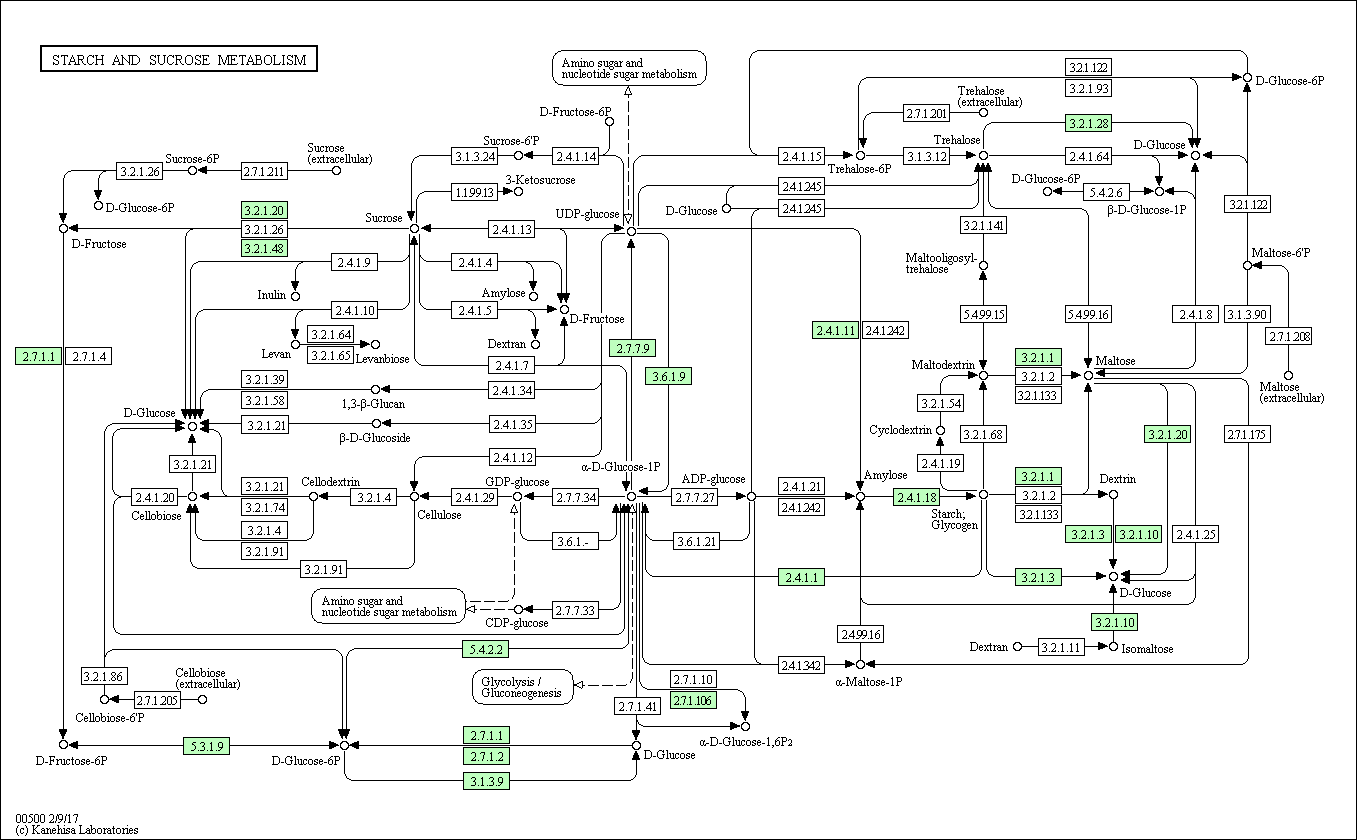 STARCH AND SUCROSE METABOLISM
Amino sugar and
nucleotide sugar metabolism
3.2.1.122
3.2.1.93
D-Glucose-6P
Trehalose
(extracellular)
2.7.1.201
D-Fructose-6P
Sucrose-6'P
3.1.3.24
2.4.1.14
3.2.1.28
Trehalose
D-Glucose
2.4.1.15
Trehalose-6P
3.1.3.12
2.4.1.64
Sucrose
(extracellular)
Sucrose-6P
3.2.1.26
2.7.1.211
3-Ketosucrose
1.1.99.13
2.4.1.245
D-Glucose-6P
5.4.2.6
β-D-Glucose-1P
D-Glucose-6P
3.2.1.20
3.2.1.26
3.2.1.48
Sucrose
UDP-glucose
D-Glucose
2.4.1.245
3.2.1.122
D-Fructose
2.4.1.13
3.2.1.141
2.4.1.9
2.4.1.4
Maltooligosyl-
trehalose
Maltose-6'P
Inulin
Amylose
2.4.1.10
2.4.1.5
D-Fructose
5.4.99.15
5.4.99.16
2.4.1.8
3.1.3.90
3.2.1.64
3.2.1.65
2.4.1.11
2.4.1.242
2.7.1.208
Levan
Levanbiose
Dextran
2.7.7.9
2.7.1.1
2.7.1.4
2.4.1.7
3.6.1.9
Maltodextrin
3.2.1.1
3.2.1.2
3.2.1.133
Maltose
Maltose
(extracellular)
3.2.1.39
3.2.1.58
1,3-β-Glucan
2.4.1.34
3.2.1.54
D-Glucose
3.2.1.21
β-D-Glucoside
2.4.1.35
Cyclodextrin
3.2.1.68
3.2.1.20
2.7.1.175
3.2.1.21
2.4.1.12
2.4.1.19
α-D-Glucose-1P
Cellodextrin
GDP-glucose
ADP-glucose
Amylose
3.2.1.1
3.2.1.2
3.2.1.133
Dextrin
2.4.1.20
Cellobiose
3.2.1.21
3.2.1.74
3.2.1.4
Cellulose
2.4.1.29
2.7.7.34
2.7.7.27
2.4.1.21
2.4.1.242
2.4.1.18
Starch;
Glycogen
3.2.1.4
3.2.1.91
3.6.1.-
3.6.1.21
3.2.1.3
3.2.1.10
2.4.1.25
3.2.1.91
2.4.1.1
3.2.1.3
D-Glucose
Amino sugar and
nucleotide sugar metabolism
2.7.7.33
CDP-glucose
3.2.1.10
2.4.99.16
Dextran
3.2.1.11
Isomaltose
5.4.2.2
2.4.1.342
α-Maltose-1P
3.2.1.86
Cellobiose
(extracellular)
Glycolysis /
Gluconeogenesis
2.7.1.10
2.7.1.106
2.7.1.205
Cellobiose-6'P
2.7.1.41
α-D-Glucose-1,6P2
5.3.1.9
2.7.1.1
2.7.1.2
3.1.3.9
D-Fructose-6P
D-Glucose-6P
D-Glucose
00500 2/9/17
(c) Kanehisa Laboratories